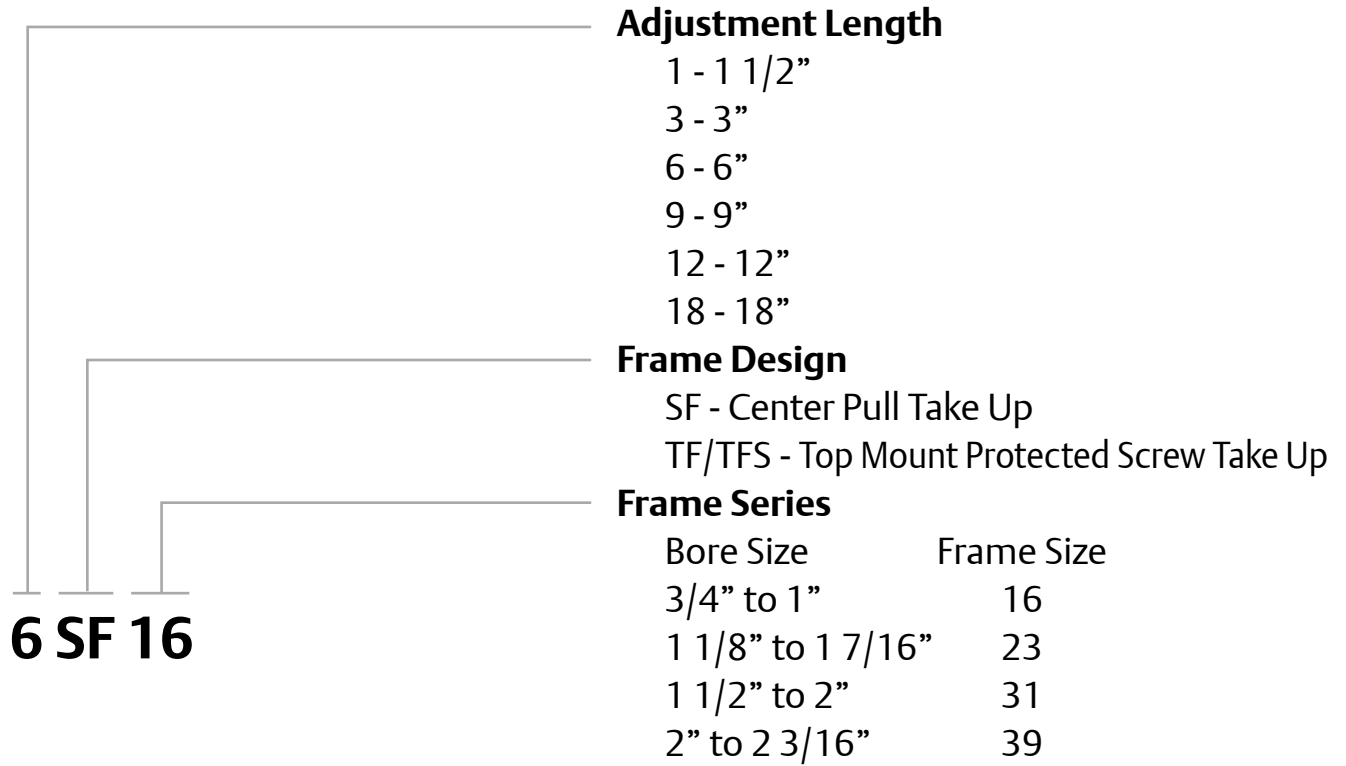 Adjustment Length
1 - 1 1/2”
3 - 3”
6 - 6”
9 - 9”
12 - 12”
18 - 18”
Frame Design
SF - Center Pull Take Up
TF/TFS - Top Mount Protected Screw Take Up
Frame Series
Bore Size Frame Size
3/4” to 1” 16
1 1/8” to 1 7/16” 23
1 1/2” to 2” 31
2” to 2 3/16” 39
6 SF 16